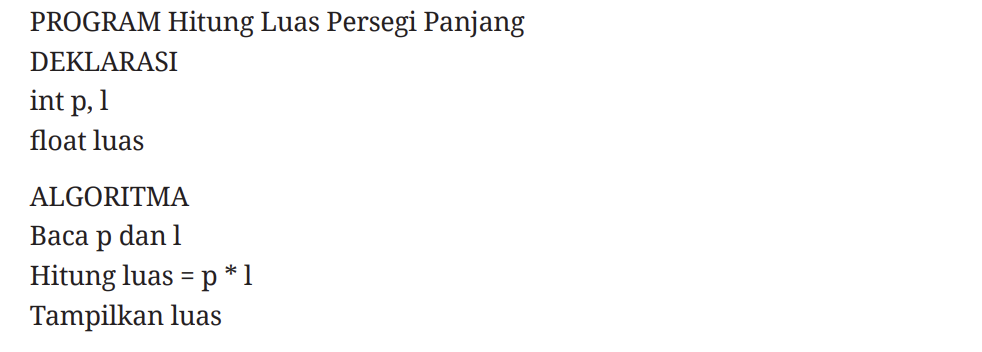 PROGRAM Hitung Luas Persegi Panjang
DEKLARASI
int p, l
float luas
ALGORITMA
Baca p dan l
Hitung luas = p * l
Tampilkan luas